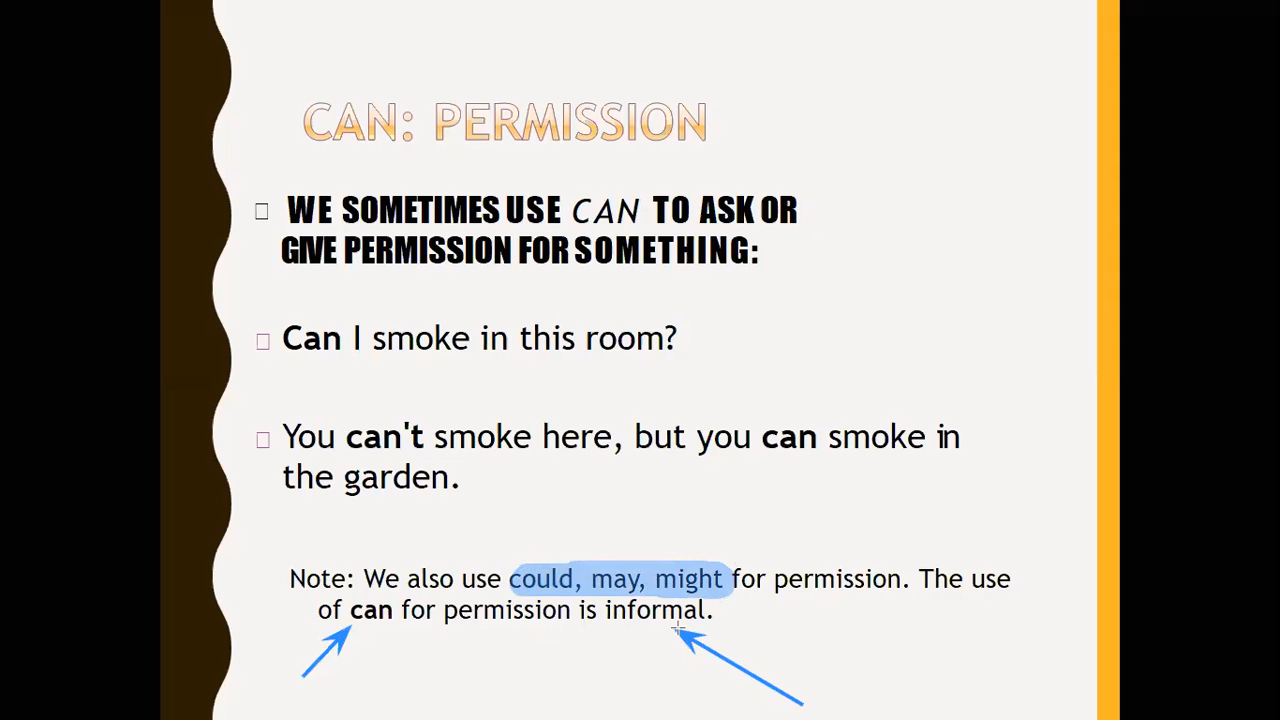 CAN: PERMISSION
WE SOMETIMES USE CAN TO ASK OR
GIVE PERMISSION FOR SOMETHING:
Can I smoke in this room?
You can't smoke here, but you can smoke in
the garden.
Note: We also use could, may, might for permission. The use
of can for permission is informal.